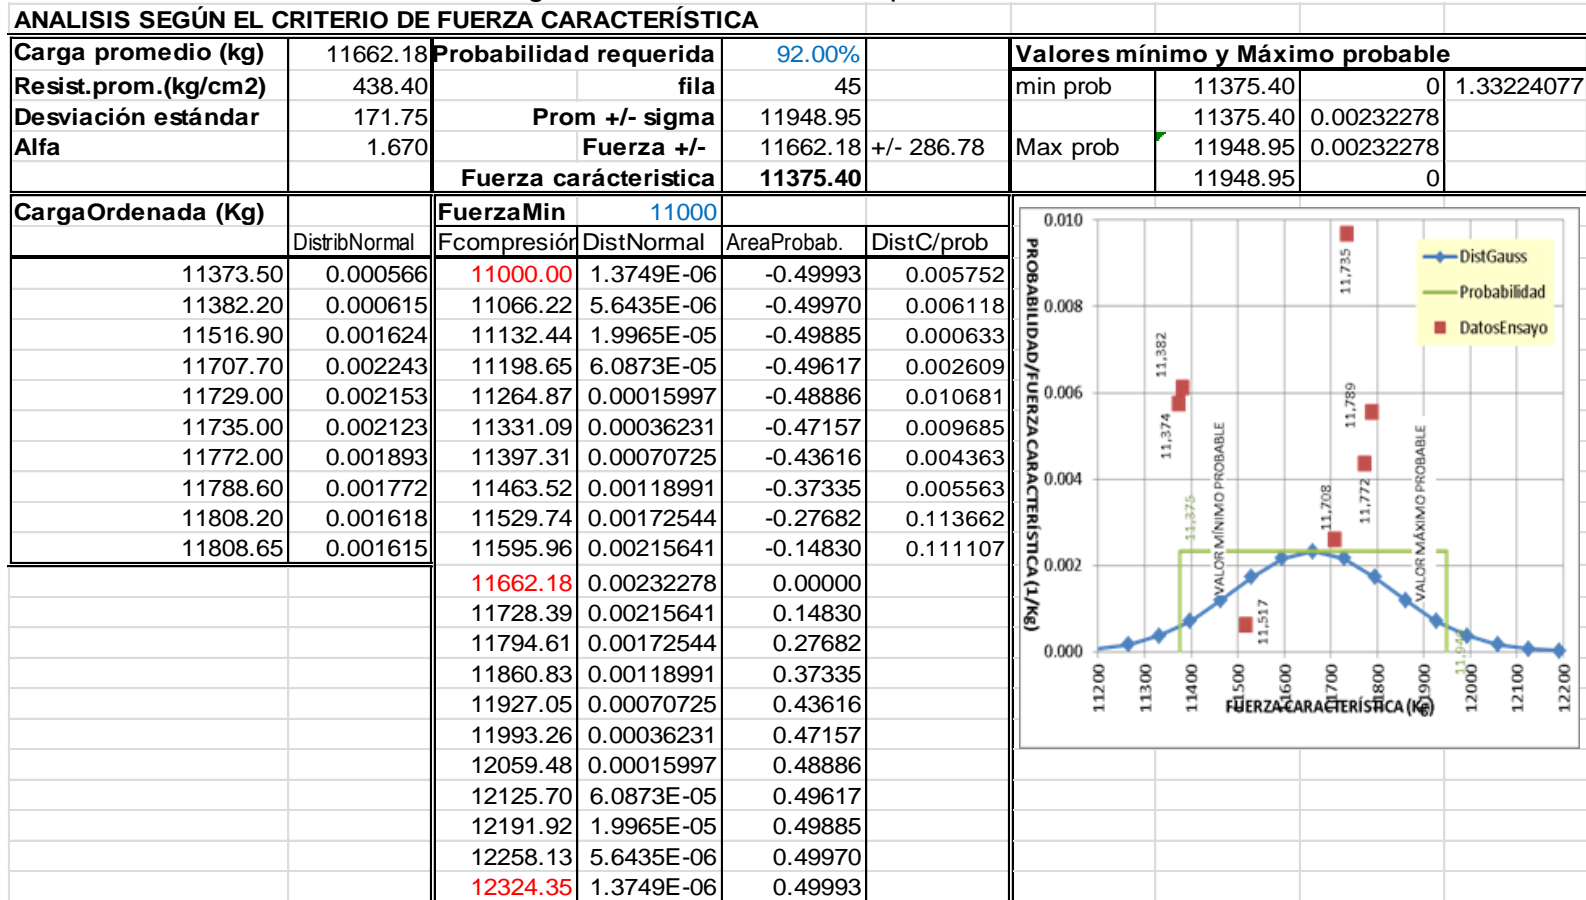 ANALISIS SEGÚN EL CRITERIO DE FUERZA CARACTERÍSTICA
Carga promedio (kg) 11662.18 Probabilidad requerida 92.00% Valores mínimo y Máximo probable
Resist.prom.(kg/cm2) 438.40 fila 45 min prob 11375.40 0 1.33224077
Desviación estándar 171.75 Prom +/- sigma 11948.95 11375.40 0.00232278
Alfa 1.670 Fuerza +/- 11662.18 +/- 286.78 Max prob 11948.95 0.00232278
Fuerza carácteristica 11375.40 11948.95 0
CargaOrdenada (Kg) FuerzaMin 11000
DistribNormal Fcompresión DistNormal AreaProbab. DistC/prob
11373.50 0.000566 11000.00 1.3749E-06 -0.49993 0.005752
11382.20 0.000615 11066.22 5.6435E-06 -0.49970 0.006118
11516.90 0.001624 11132.44 1.9965E-05 -0.49885 0.000633
11707.70 0.002243 11198.65 6.0873E-05 -0.49617 0.002609
11729.00 0.002153 11264.87 0.00015997 -0.48886 0.010681
11735.00 0.002123 11331.09 0.00036231 -0.47157 0.009685
11772.00 0.001893 11397.31 0.00070725 -0.43616 0.004363
11788.60 0.001772 11463.52 0.00118991 -0.37335 0.005563
11808.20 0.001618 11529.74 0.00172544 -0.27682 0.113662
11808.65 0.001615 11595.96 0.00215641 -0.14830 0.111107
11662.18 0.00232278 0.00000
11728.39 0.00215641 0.14830
11794.61 0.00172544 0.27682
11860.83 0.00118991 0.37335
11927.05 0.00070725 0.43616
11993.26 0.00036231 0.47157
12059.48 0.00015997 0.48886
12125.70 6.0873E-05 0.49617
12191.92 1.9965E-05 0.49885
12258.13 5.6435E-06 0.49970
12324.35 1.3749E-06 0.49993
PROBABILIDAD/FUERZA CARACTERÍSTICA (1/Kg)
0.010
0.008
0.006
0.004
0.002
0.000
DistGauss
Probabilidad
DatosEnsayo
11,374
11,382
11,375
11,517
11,708
11,735
11,772
11,789
VALOR MÍNIMO PROBABLE
VALOR MÁXIMO PROBABLE
11200 11300 11400 11500 11600 11700 11800 11900 12000 12100 12200
FUERZA CARACTERÍSTICA (Kg)